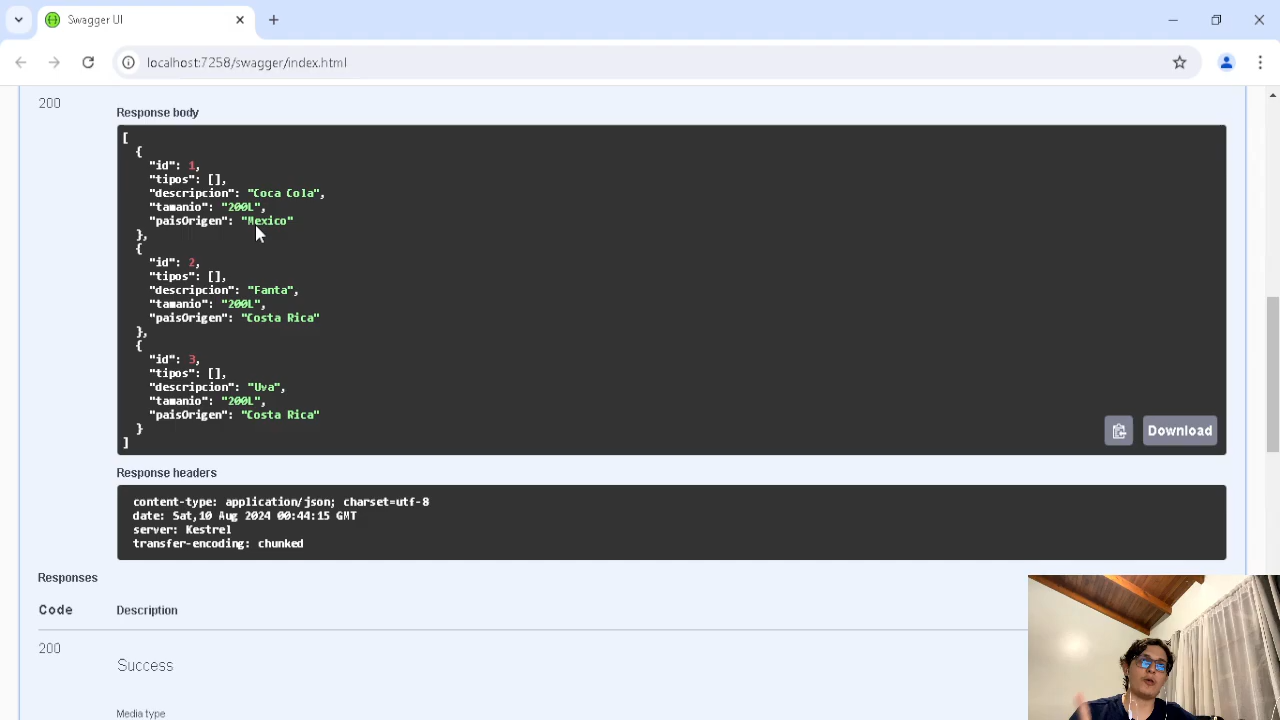 Swagger UI
localhost:7258/swagger/index.html
200
Response body
[
{
"id": 1,
"tipos": [],
"descripcion": "Coca Cola",
"tamanio": "200L",
"paisOrigen": "Mexico"
},
{
"id": 2,
"tipos": [],
"descripcion": "Fanta",
"tamanio": "200L",
"paisOrigen": "Costa Rica"
},
{
"id": 3,
"tipos": [],
"descripcion": "Uva",
"tamanio": "200L",
"paisOrigen": "Costa Rica"
}
]
Download
Response headers
content-type: application/json; charset=utf-8
date: Sat,10 Aug 2024 00:44:15 GMT
server: Kestrel
transfer-encoding: chunked
Responses
Code Description
200
Success
Media type